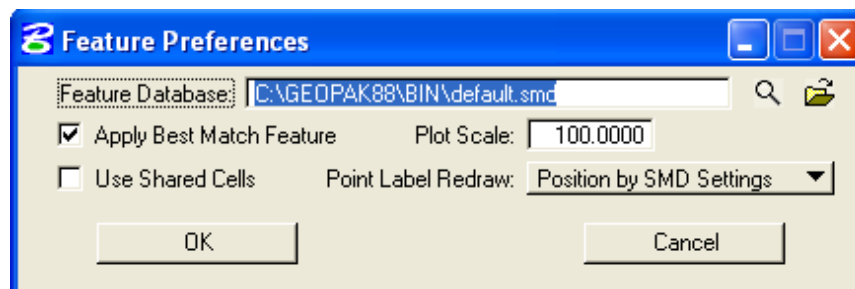 Feature Preferences
Feature Database: C:\GEOPAK88\BIN\default.smd
Apply Best Match Feature Plot Scale: 100.0000
Use Shared Cells Point Label Redraw: Position by SMD Settings
OK Cancel